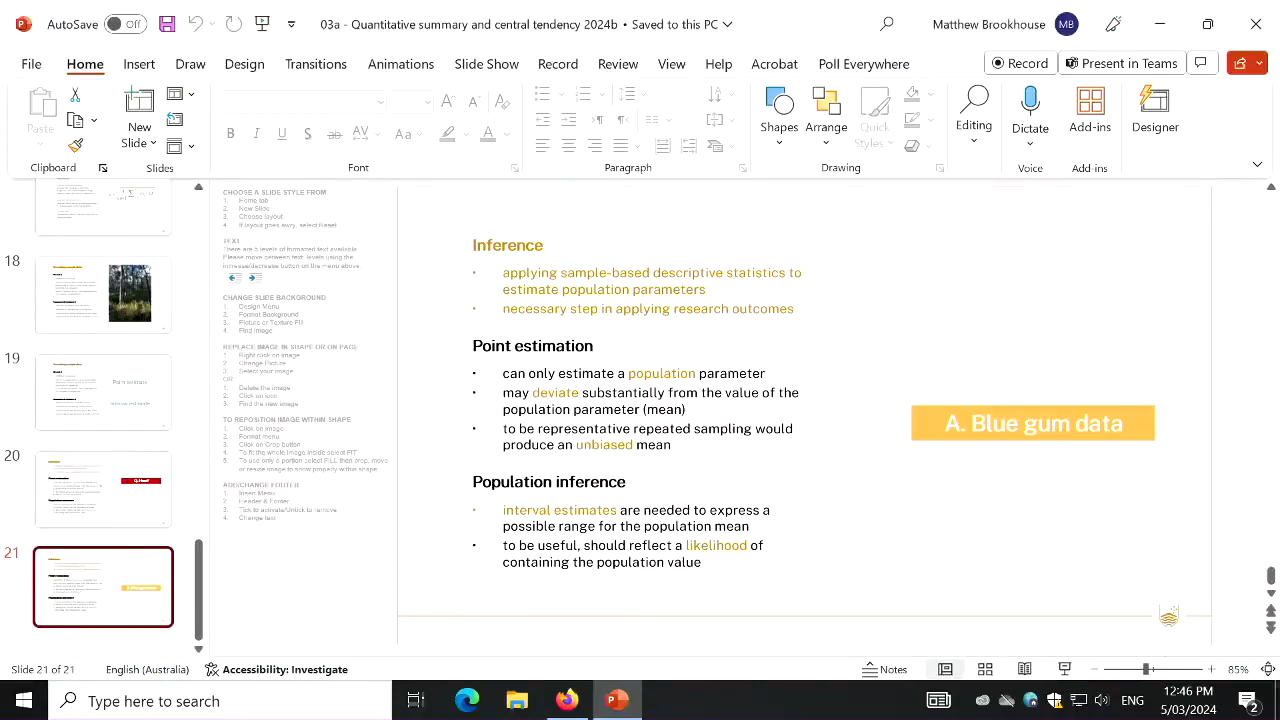 AutoSave Off
03a - Quantitative summary and central tendency 2024b • Saved to this PC
Matthew Brookhouse MB
File Home Insert Draw Design Transitions Animations Slide Show Record Review View Help Acrobat Poll Everywhere
Record Present in Teams
Paste
New Slide
B I U S ab AV Aa A
Shapes Arrange Quick Styles
Editing Dictate Add-ins Designer
Clipboard Slides Font Paragraph Drawing Voice Add-ins
18
19
20
21
CHOOSE A SLIDE STYLE FROM
1. Home tab
2. New Slide
3. Choose layout
4. If layout goes awry, select Reset
TEXT
There are 5 levels of formatted text available.
Please move between text levels using the
increase/decrease button on the menu above.
CHANGE SLIDE BACKGROUND
1. Design Menu
2. Format Background
3. Picture or Texture Fill
4. Find image
REPLACE IMAGE IN SHAPE OR ON PAGE
1. Right click on image
2. Change Picture
3. Select your image
OR
1. Delete the image
2. Click on icon
3. Find the new image
TO REPOSITION IMAGE WITHIN SHAPE
1. Click on image
2. Format menu
3. Click on Crop button
4. To fit the whole image inside select FIT
5. To use only a portion select FILL then crop, move
or resize image to show properly within shape
ADD/CHANGE FOOTER
1. Insert Menu
2. Header & Footer
3. Tick to activate/Untick to remove
4. Change text
Inference
• applying sample-based descriptive statistics to
estimate population parameters
• necessary step in applying research outcomes
Point estimation
• can only estimate a population parameter
• may deviate substantially from a value of the
population parameter (mean)
• to be representative repeated sampling would
produce an unbiased mean
Population inference
• interval estimates are needed to express a
possible range for the population mean
• to be useful, should reflect a likelihood of
containing the population value
A: blue gum data
Slide 21 of 21 English (Australia) Accessibility: Investigate
Notes 85%
Type here to search
ENG
12:46 PM
5/03/2024
2